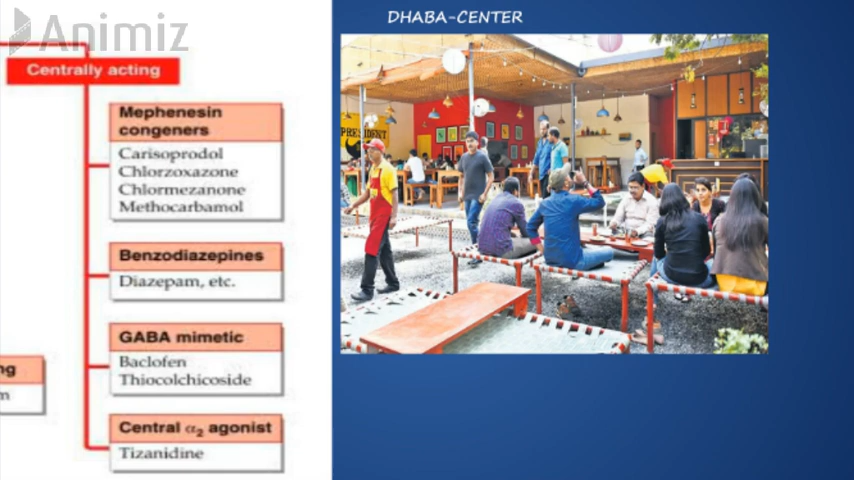 Animiz
DHABA-CENTER
Centrally acting
Mephenesin
congeners
Carisoprodol
Chlorzoxazone
Chlormezanone
Methocarbamol
Benzodiazepines
Diazepam, etc.
GABA mimetic
Baclofen
Thiocolchicoside
Central α₂ agonist
Tizanidine
ng
m
PRESIDENT